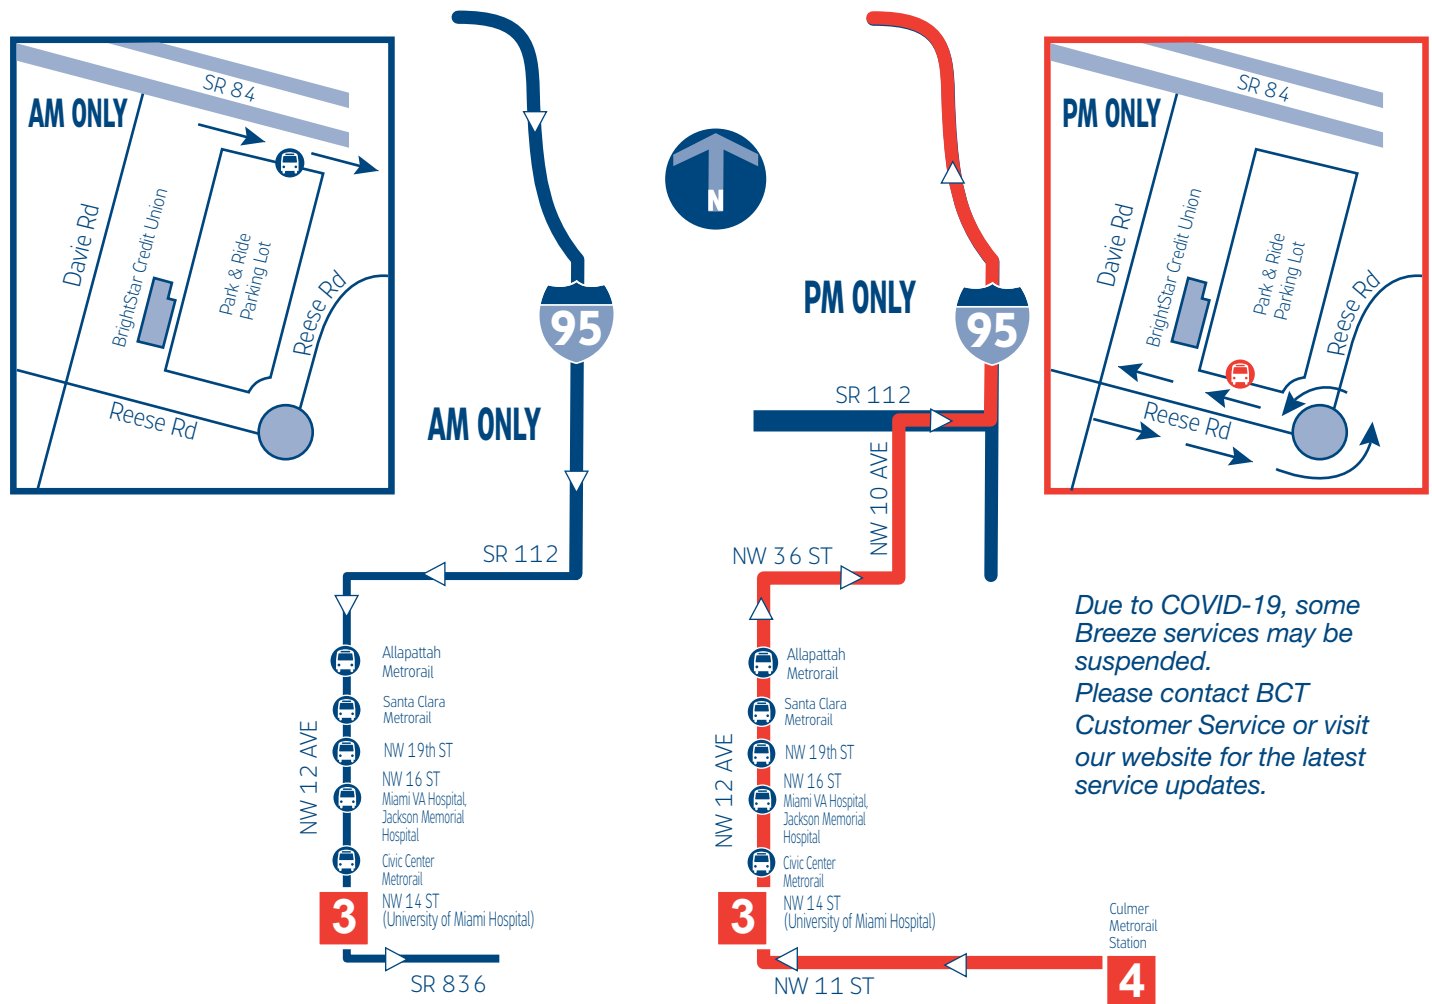 AM ONLY
SR 84
Davie Rd
BrightStar Credit Union
Park & Ride
Parking Lot
Reese Rd
Reese Rd
95
AM ONLY
SR 112
NW 12 AVE
Allapattah
Metrorail
Santa Clara
Metrorail
NW 19th ST
NW 16 ST
Miami VA Hospital,
Jackson Memorial
Hospital
Civic Center
Metrorail
3
NW 14 ST
(University of Miami Hospital)
SR 836
N
PM ONLY
95
SR 112
NW 10 AVE
NW 36 ST
NW 12 AVE
Allapattah
Metrorail
Santa Clara
Metrorail
NW 19th ST
NW 16 ST
Miami VA Hospital,
Jackson Memorial
Hospital
Civic Center
Metrorail
3
NW 14 ST
(University of Miami Hospital)
NW 11 ST
Culmer
Metrorail
Station
4
PM ONLY
SR 84
Davie Rd
BrightStar Credit Union
Park & Ride
Parking Lot
Reese Rd
Reese Rd
Due to COVID-19, some
Breeze services may be
suspended.
Please contact BCT
Customer Service or visit
our website for the latest
service updates.